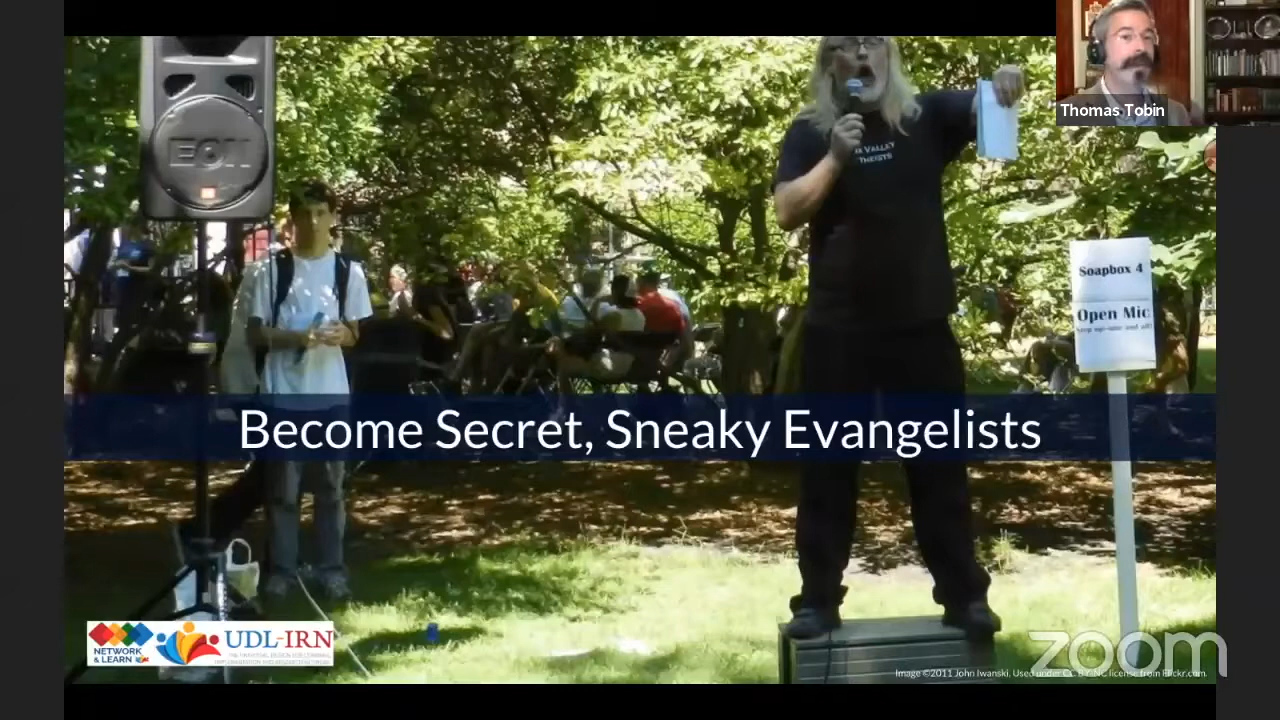 Thomas Tobin
EON
VALLEY
Soapbox 4
Open Mic
Become Secret, Sneaky Evangelists
NETWORK
& LEARN
UDL-IRN
zoom
Image ©2011 John Iwanski. Used under CC BY-NC license from Flickr.com.